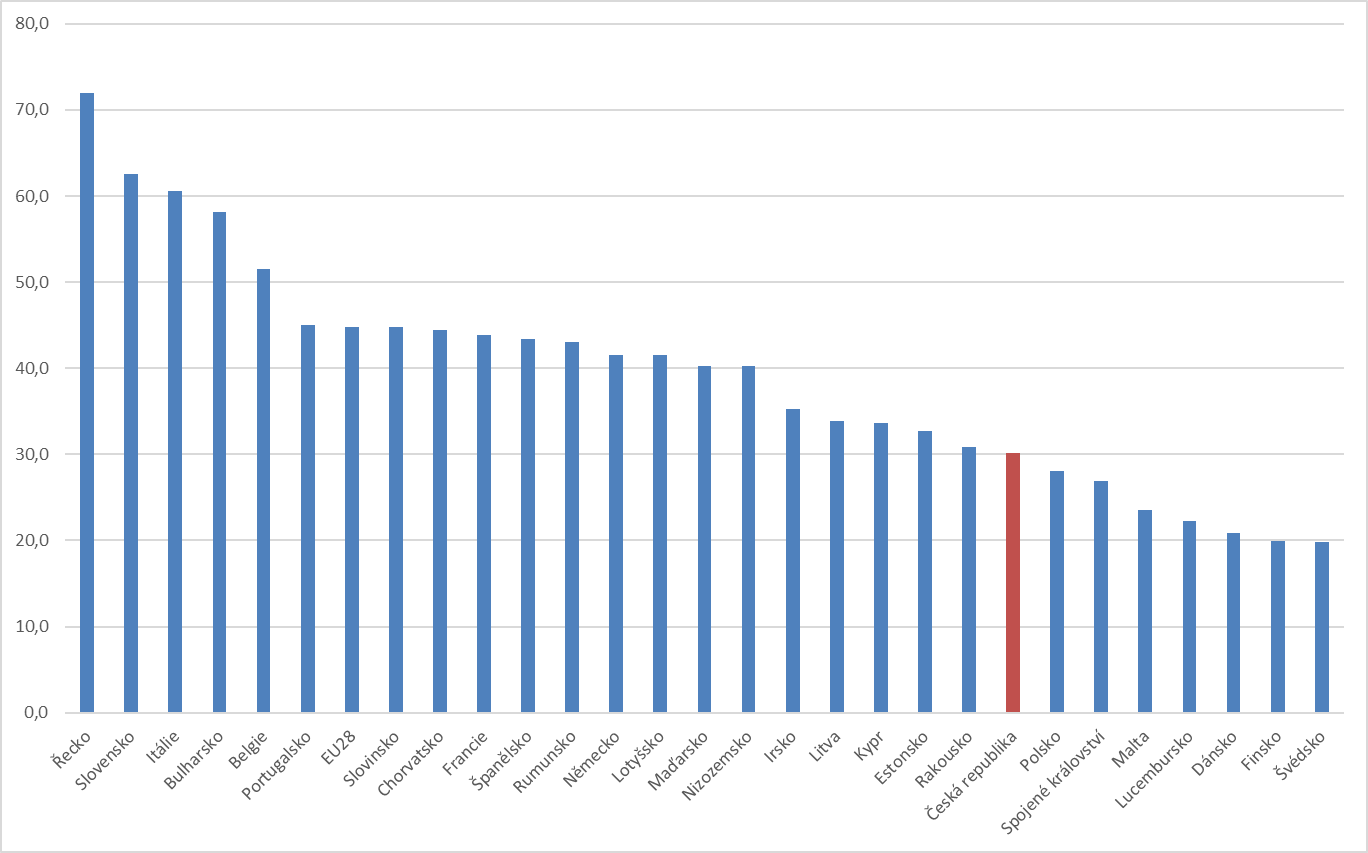 80,0
70,0
60,0
50,0
40,0
30,0
20,0
10,0
0,0
Řecko
Slovensko
Itálie
Bulharsko
Belgie
Portugalsko
EU28
Slovinsko
Chorvatsko
Francie
Španělsko
Rumunsko
Německo
Lotyšsko
Maďarsko
Nizozemsko
Irsko
Litva
Kypr
Estonsko
Rakousko
Česká republika
Polsko
Spojené království
Malta
Lucembursko
Dánsko
Finsko
Švédsko